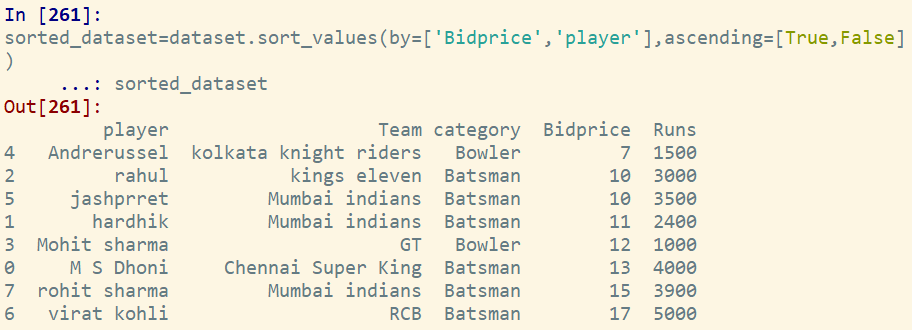 In [261]:
sorted_dataset=dataset.sort_values(by=['Bidprice','player'],ascending=[True,False]
)
...: sorted_dataset
Out[261]:
player Team category Bidprice Runs
4 Andrerussel kolkata knight riders Bowler 7 1500
2 rahul kings eleven Batsman 10 3000
5 jashprret Mumbai indians Batsman 10 3500
1 hardhik Mumbai indians Batsman 11 2400
3 Mohit sharma GT Bowler 12 1000
0 M S Dhoni Chennai Super King Batsman 13 4000
7 rohit sharma Mumbai indians Batsman 15 3900
6 virat kohli RCB Batsman 17 5000